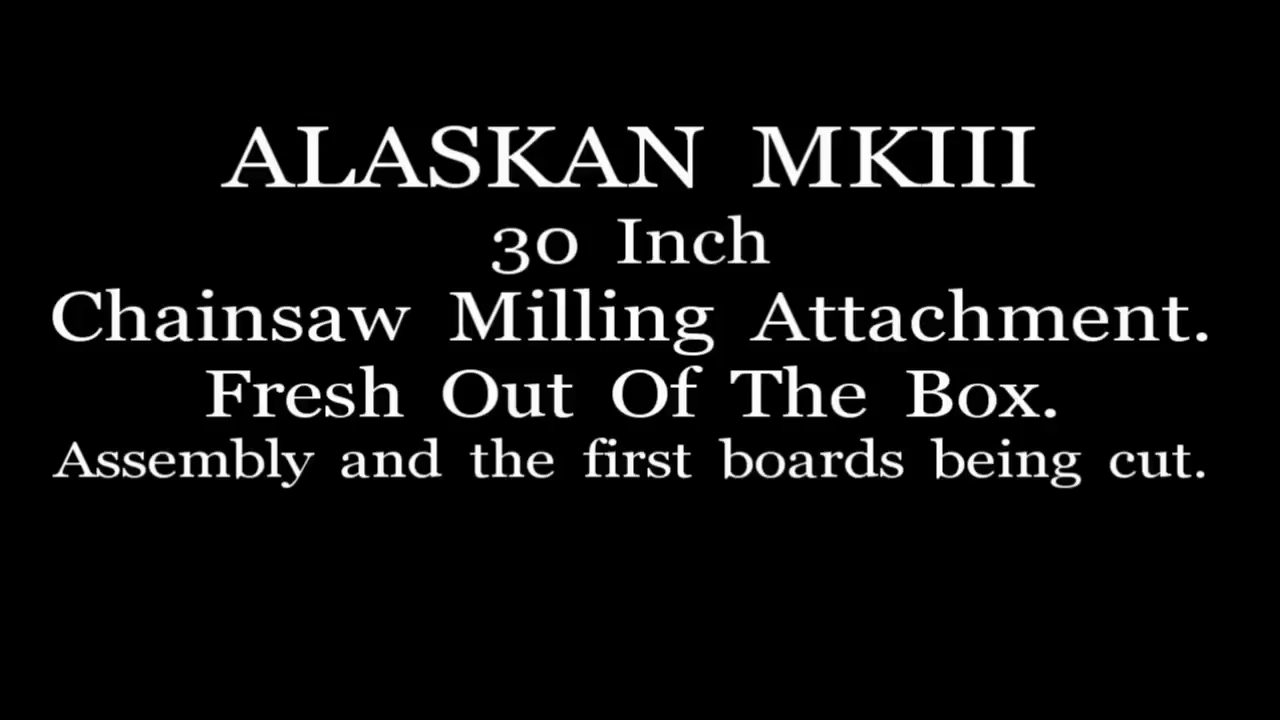 ALASKAN MKIII
30 Inch
Chainsaw Milling Attachment.
Fresh Out Of The Box.
Assembly and the first boards being cut.